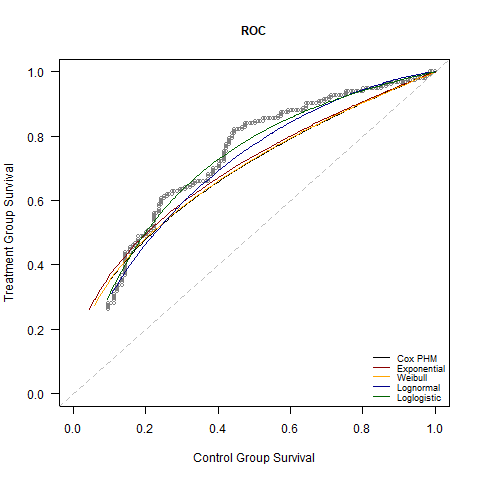 ROC
Treatment Group Survival
1.0
0.8
0.6
0.4
0.2
0.0
0.0 0.2 0.4 0.6 0.8 1.0
Control Group Survival
Cox PHM
Exponential
Weibull
Lognormal
Loglogistic